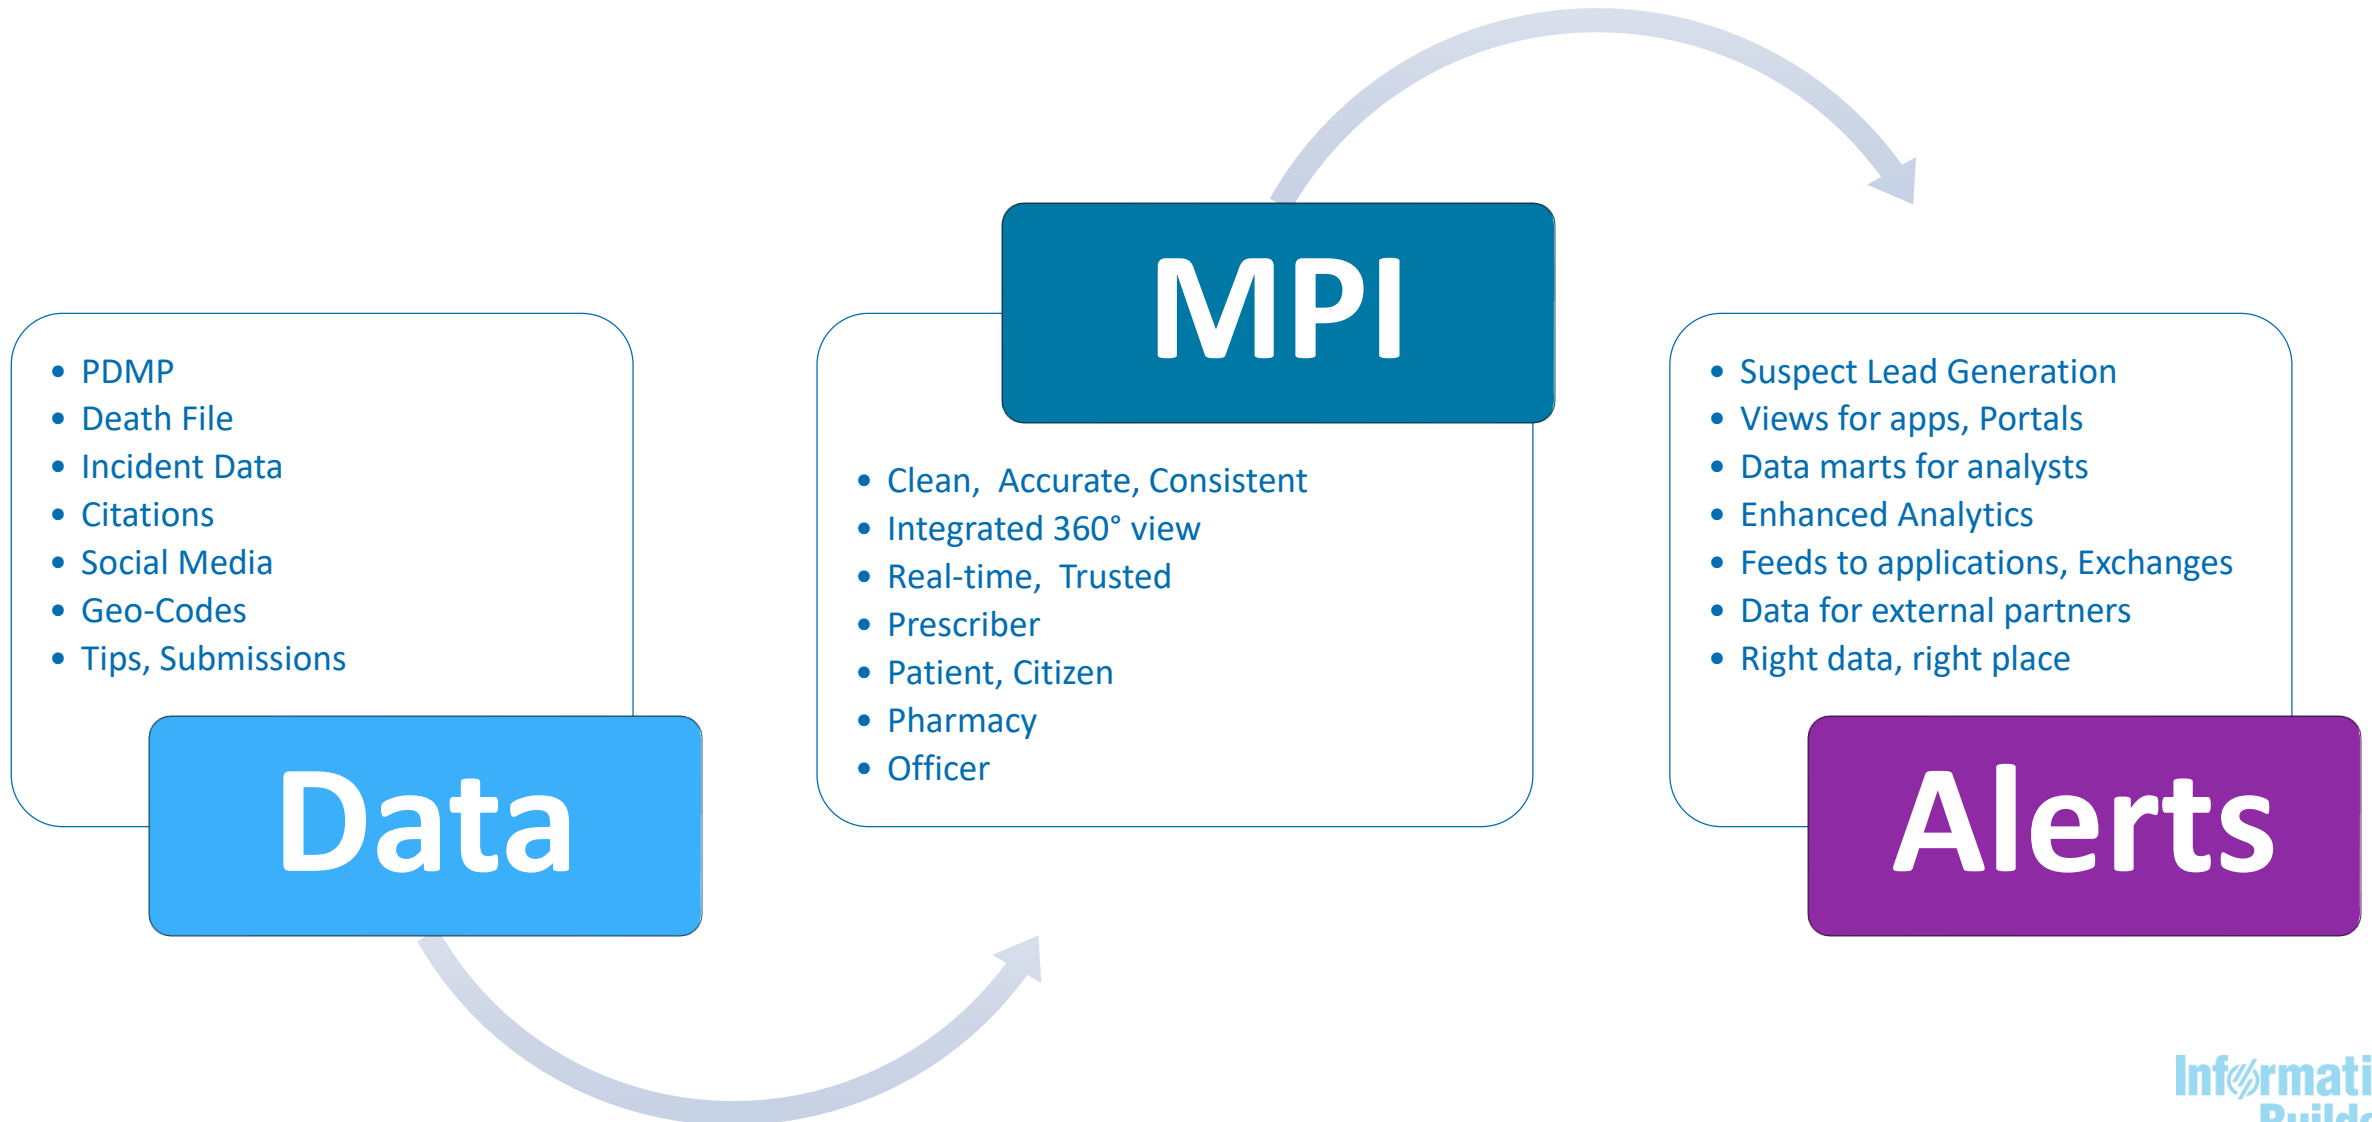 • PDMP
• Death File
• Incident Data
• Citations
• Social Media
• Geo-Codes
• Tips, Submissions
Data
MPI
• Clean,  Accurate, Consistent
• Integrated 360° view
• Real-time,  Trusted
• Prescriber
• Patient, Citizen
• Pharmacy
• Officer
• Suspect Lead Generation
• Views for apps, Portals
• Data marts for analysts
• Enhanced Analytics
• Feeds to applications, Exchanges
• Data for external partners
• Right data, right place
Alerts